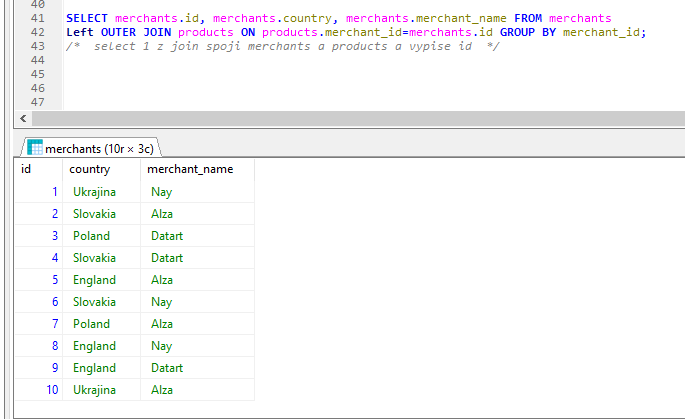 40
41 SELECT merchants.id, merchants.country, merchants.merchant_name FROM merchants
42 Left OUTER JOIN products ON products.merchant_id=merchants.id GROUP BY merchant_id;
43 /*  select 1 z join spoji merchants a products a vypise id  */
44
45
46
47
merchants (10r × 3c)
id country merchant_name
1 Ukrajina Nay
2 Slovakia Alza
3 Poland Datart
4 Slovakia Datart
5 England Alza
6 Slovakia Nay
7 Poland Alza
8 England Nay
9 England Datart
10 Ukrajina Alza